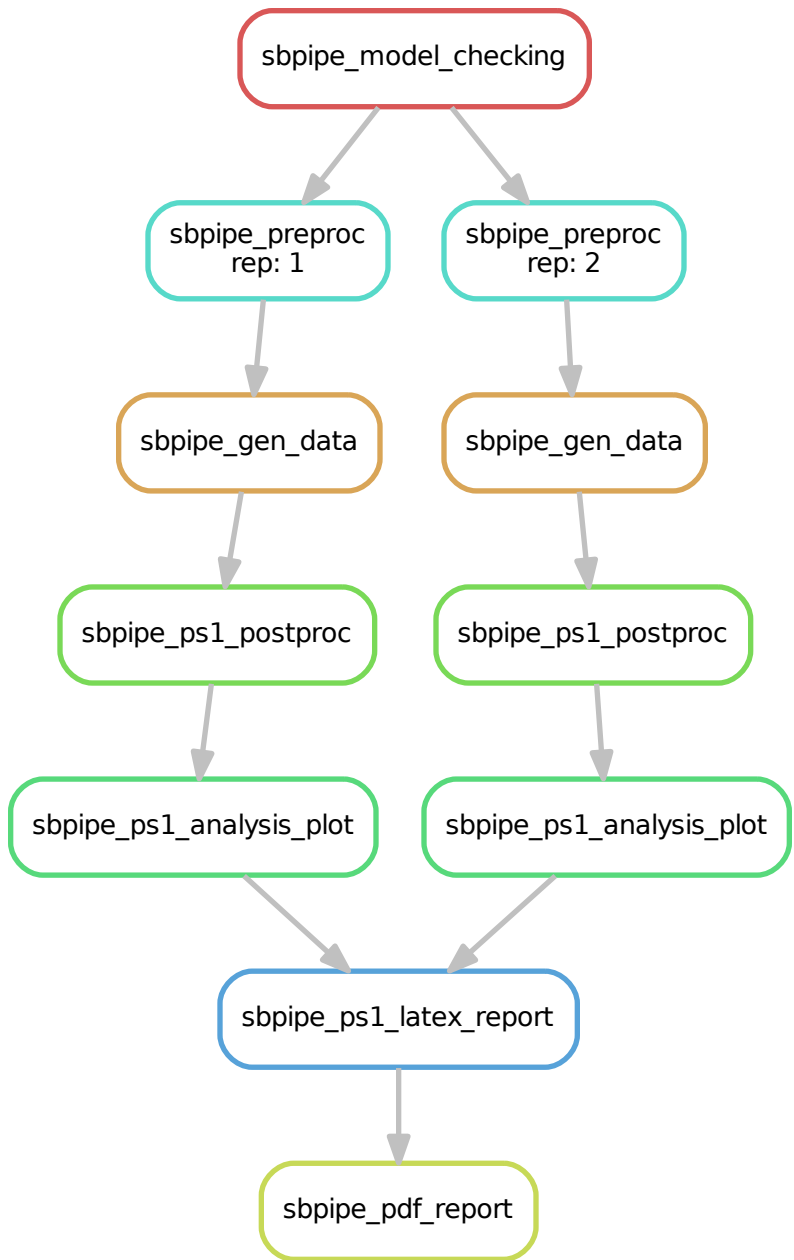 sbpipe_model_checking
sbpipe_preproc
rep: 1
sbpipe_preproc
rep: 2
sbpipe_gen_data
sbpipe_gen_data
sbpipe_ps1_postproc
sbpipe_ps1_postproc
sbpipe_ps1_analysis_plot
sbpipe_ps1_analysis_plot
sbpipe_ps1_latex_report
sbpipe_pdf_report